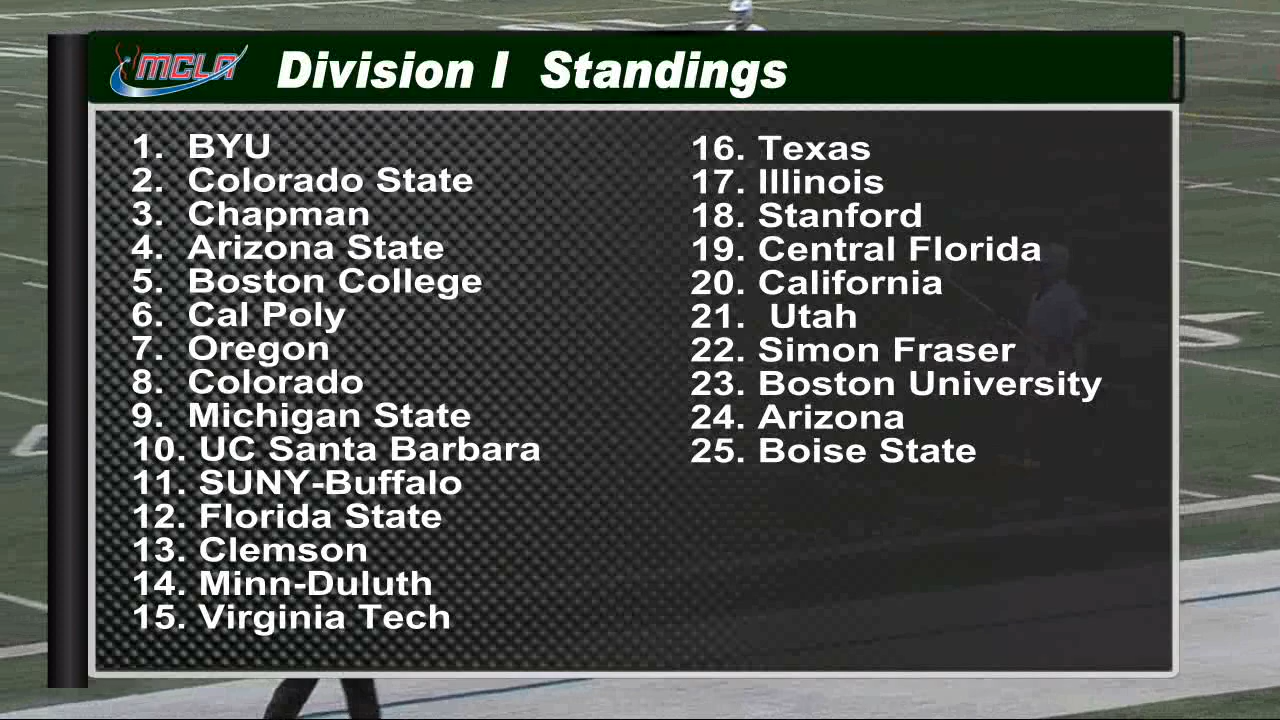 MCLA
Division I Standings
1. BYU
2. Colorado State
3. Chapman
4. Arizona State
5. Boston College
6. Cal Poly
7. Oregon
8. Colorado
9. Michigan State
10. UC Santa Barbara
11. SUNY-Buffalo
12. Florida State
13. Clemson
14. Minn-Duluth
15. Virginia Tech
16. Texas
17. Illinois
18. Stanford
19. Central Florida
20. California
21. Utah
22. Simon Fraser
23. Boston University
24. Arizona
25. Boise State